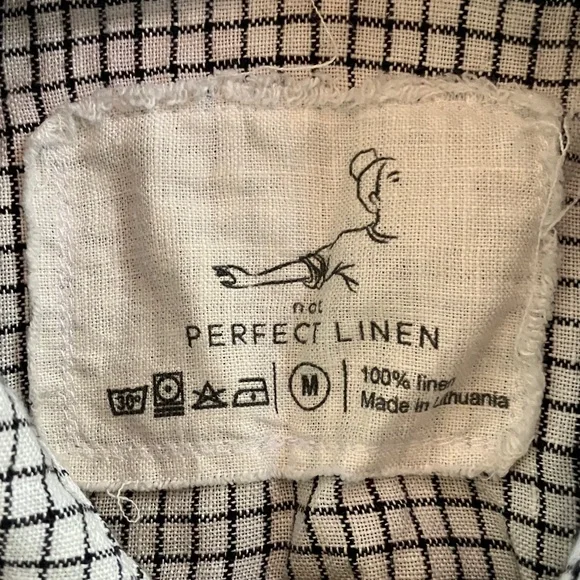 not
PERFECT LINEN
30° M 100% linen
Made in Lithuania